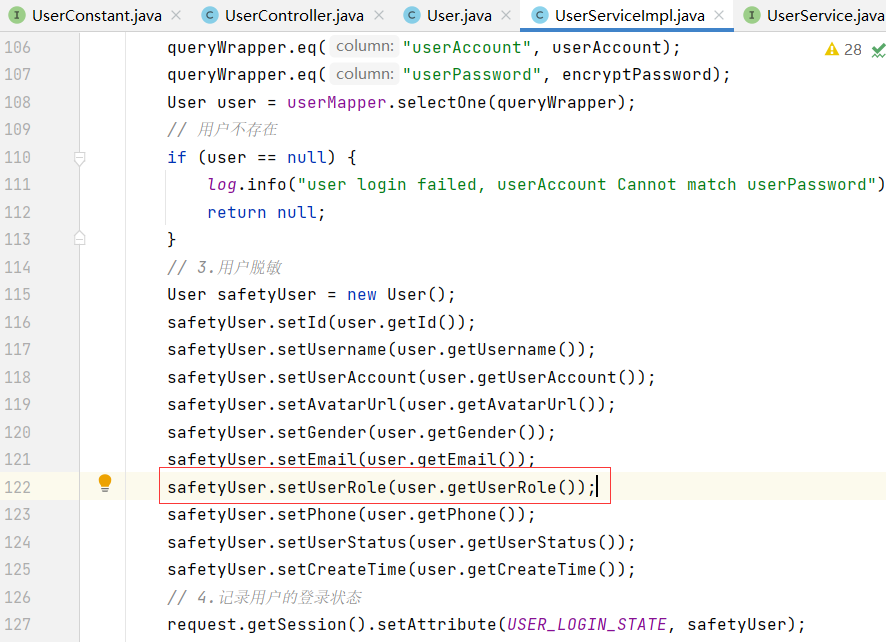 UserConstant.java UserController.java User.java UserServiceImpl.java UserService.java
106 queryWrapper.eq( column: "userAccount", userAccount); 28
107 queryWrapper.eq( column: "userPassword", encryptPassword);
108 User user = userMapper.selectOne(queryWrapper);
109 // 用户不存在
110 if (user == null) {
111 log.info("user login failed, userAccount Cannot match userPassword")
112 return null;
113 }
114 // 3.用户脱敏
115 User safetyUser = new User();
116 safetyUser.setId(user.getId());
117 safetyUser.setUsername(user.getUsername());
118 safetyUser.setUserAccount(user.getUserAccount());
119 safetyUser.setAvatarUrl(user.getAvatarUrl());
120 safetyUser.setGender(user.getGender());
121 safetyUser.setEmail(user.getEmail());
122 safetyUser.setUserRole(user.getUserRole());
123 safetyUser.setPhone(user.getPhone());
124 safetyUser.setUserStatus(user.getUserStatus());
125 safetyUser.setCreateTime(user.getCreateTime());
126 // 4.记录用户的登录状态
127 request.getSession().setAttribute(USER_LOGIN_STATE, safetyUser);